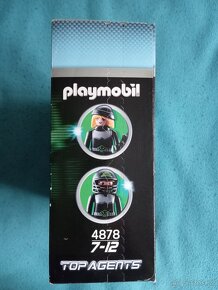 playmobil
4878
7-12
TOP AGENTS